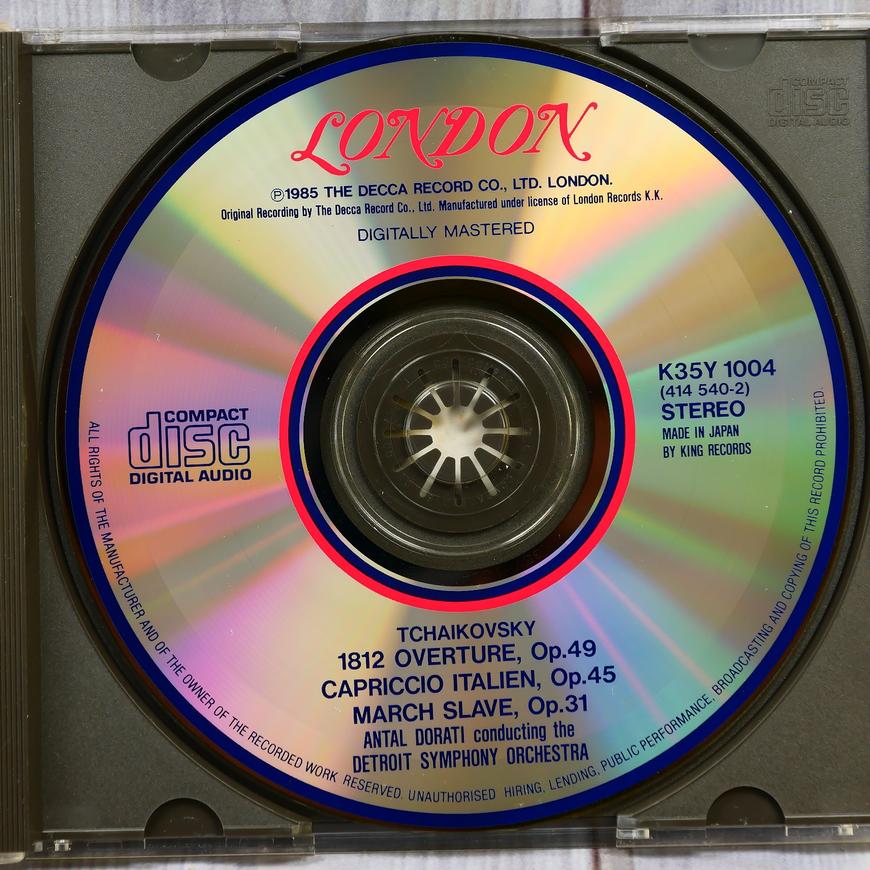 LONDON
℗1985 THE DECCA RECORD CO., LTD. LONDON.
Original Recording by The Decca Record Co., Ltd. Manufactured under license of London Records K.K.
DIGITALLY MASTERED
COMPACT
disc
DIGITAL AUDIO
K35Y 1004
(414 540-2)
STEREO
MADE IN JAPAN
BY KING RECORDS
COMPACT
disc
DIGITAL AUDIO
TCHAIKOVSKY
1812 OVERTURE, Op.49
CAPRICCIO ITALIEN, Op.45
MARCH SLAVE, Op.31
ANTAL DORATI conducting the
DETROIT SYMPHONY ORCHESTRA
ALL RIGHTS OF THE MANUFACTURER AND OF THE OWNER OF THE RECORDED WORK RESERVED. UNAUTHORISED HIRING, LENDING, PUBLIC PERFORMANCE, BROADCASTING AND COPYING OF THIS RECORD PROHIBITED.